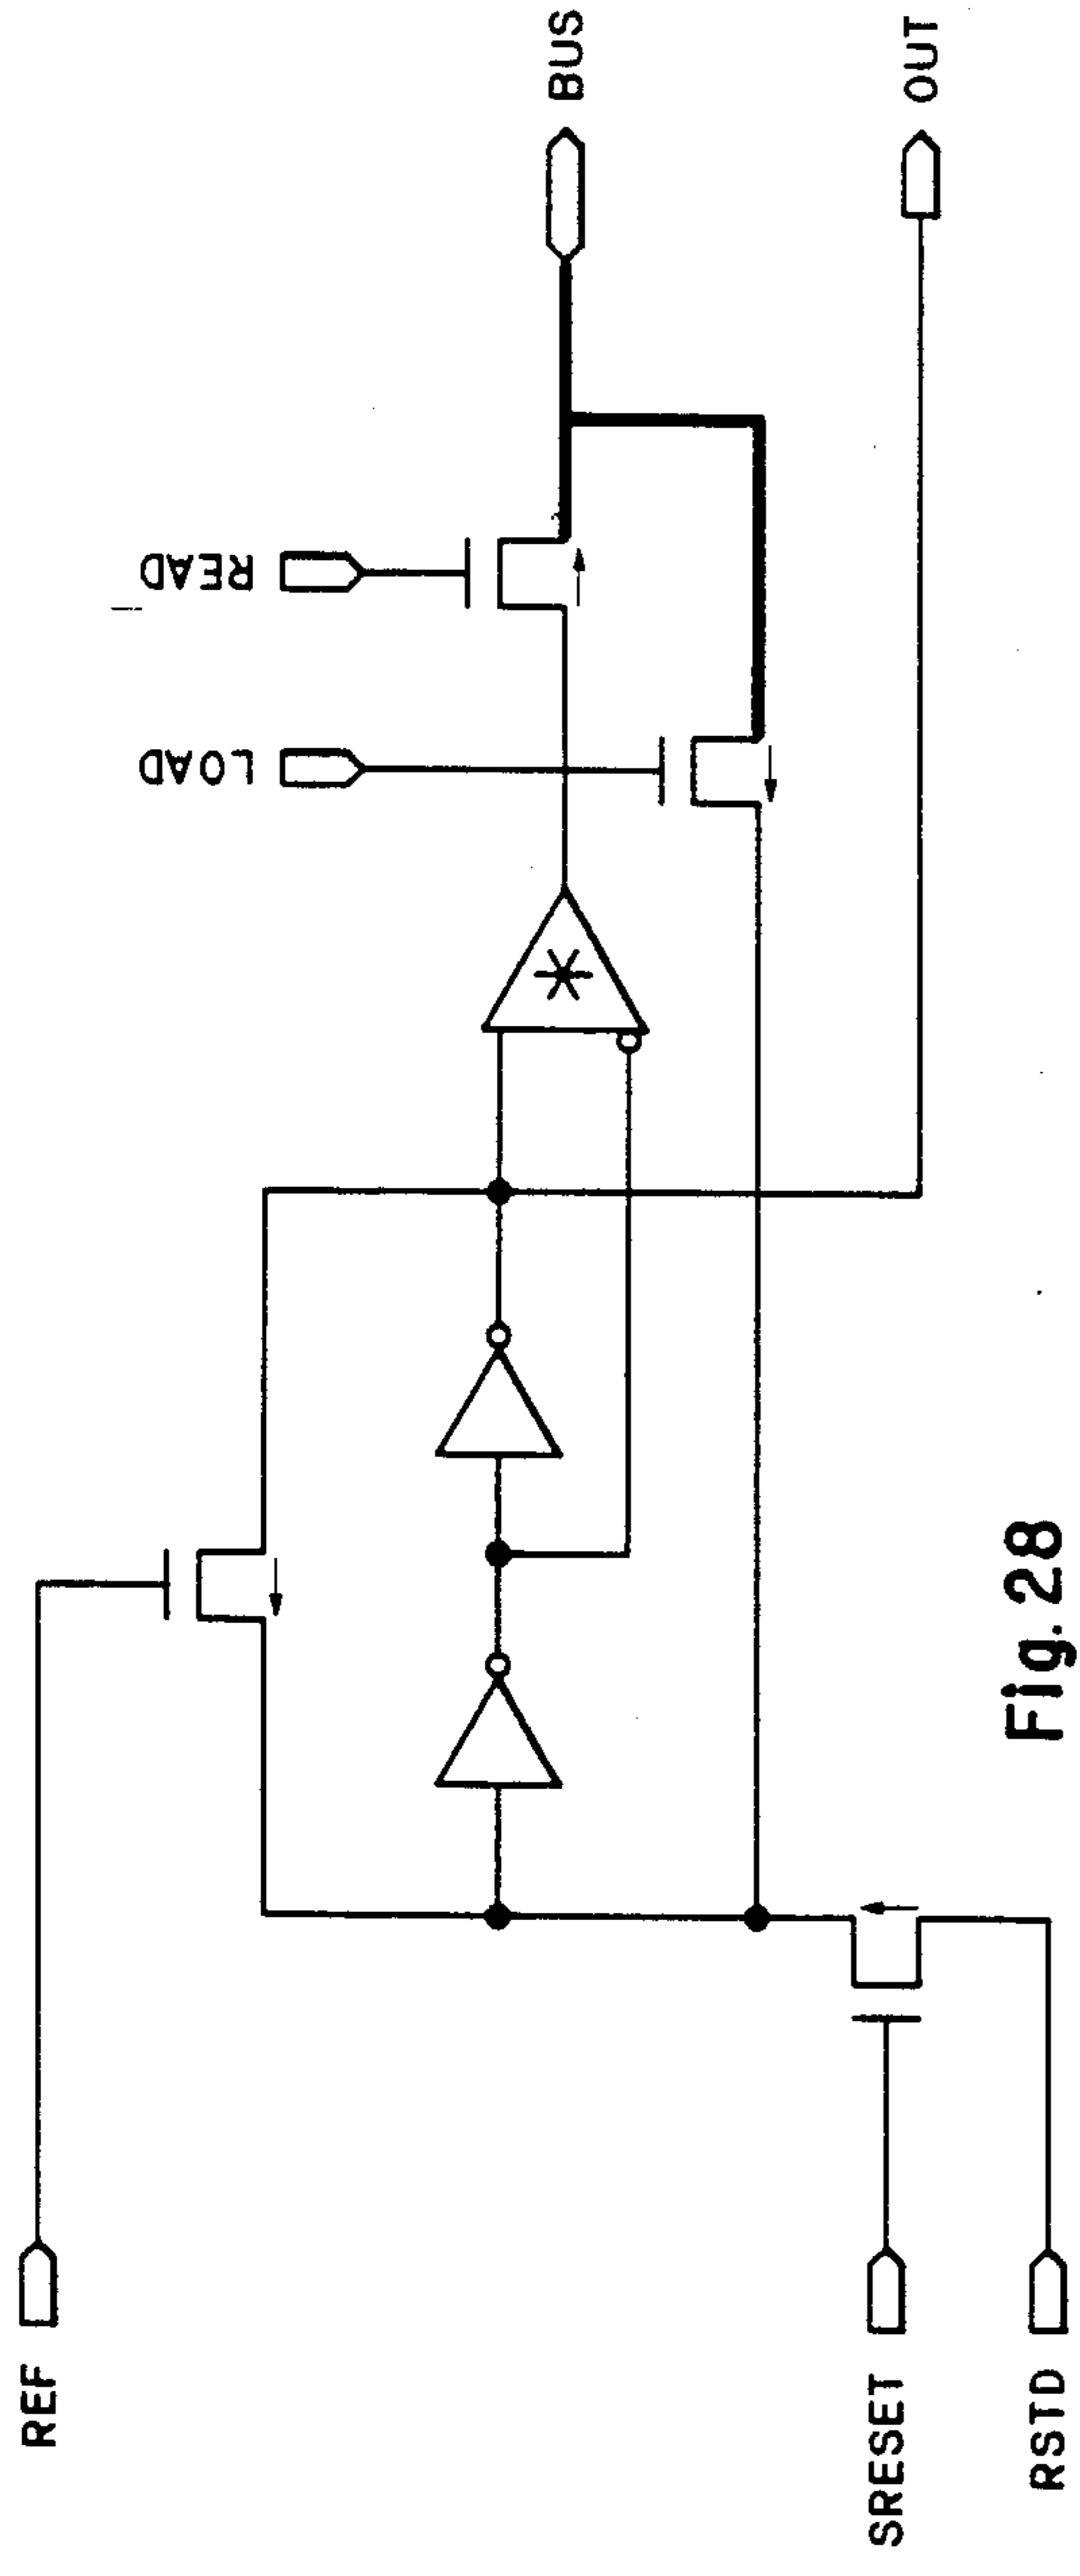 REF
READ
LOAD
BUS
OUT
SRESET
RSTD
Fig. 28